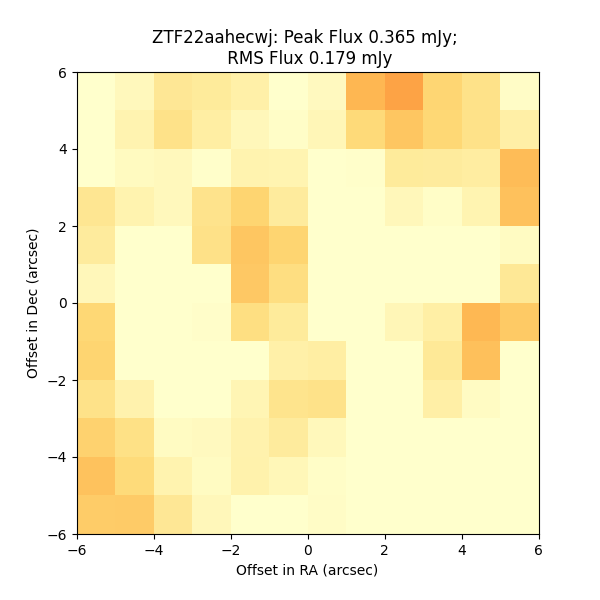 ZTF22aahecwj: Peak Flux 0.365 mJy;
RMS Flux 0.179 mJy
6
4
2
0
−2
−4
−6
Offset in Dec (arcsec)
−6 −4 −2 0 2 4 6
Offset in RA (arcsec)